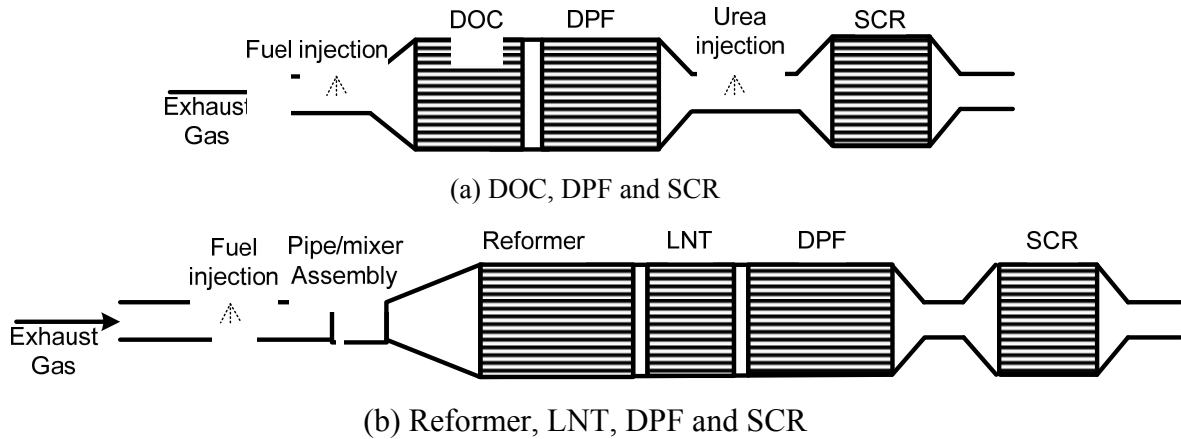 DOC
DPF
Urea
injection
SCR
Fuel injection
Exhaust
Gas
(a) DOC, DPF and SCR
Fuel
injection
Pipe/mixer
Assembly
Reformer
LNT
DPF
SCR
Exhaust
Gas
(b) Reformer, LNT, DPF and SCR